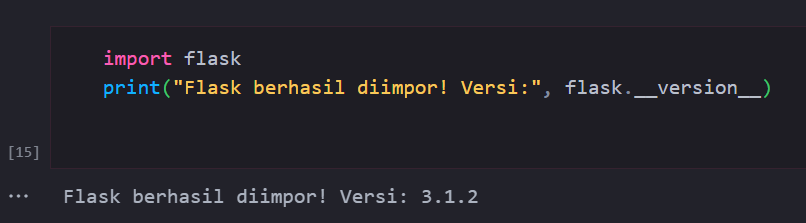 import flask
print("Flask berhasil diimpor! Versi:", flask.__version__)
[15]
... Flask berhasil diimpor! Versi: 3.1.2